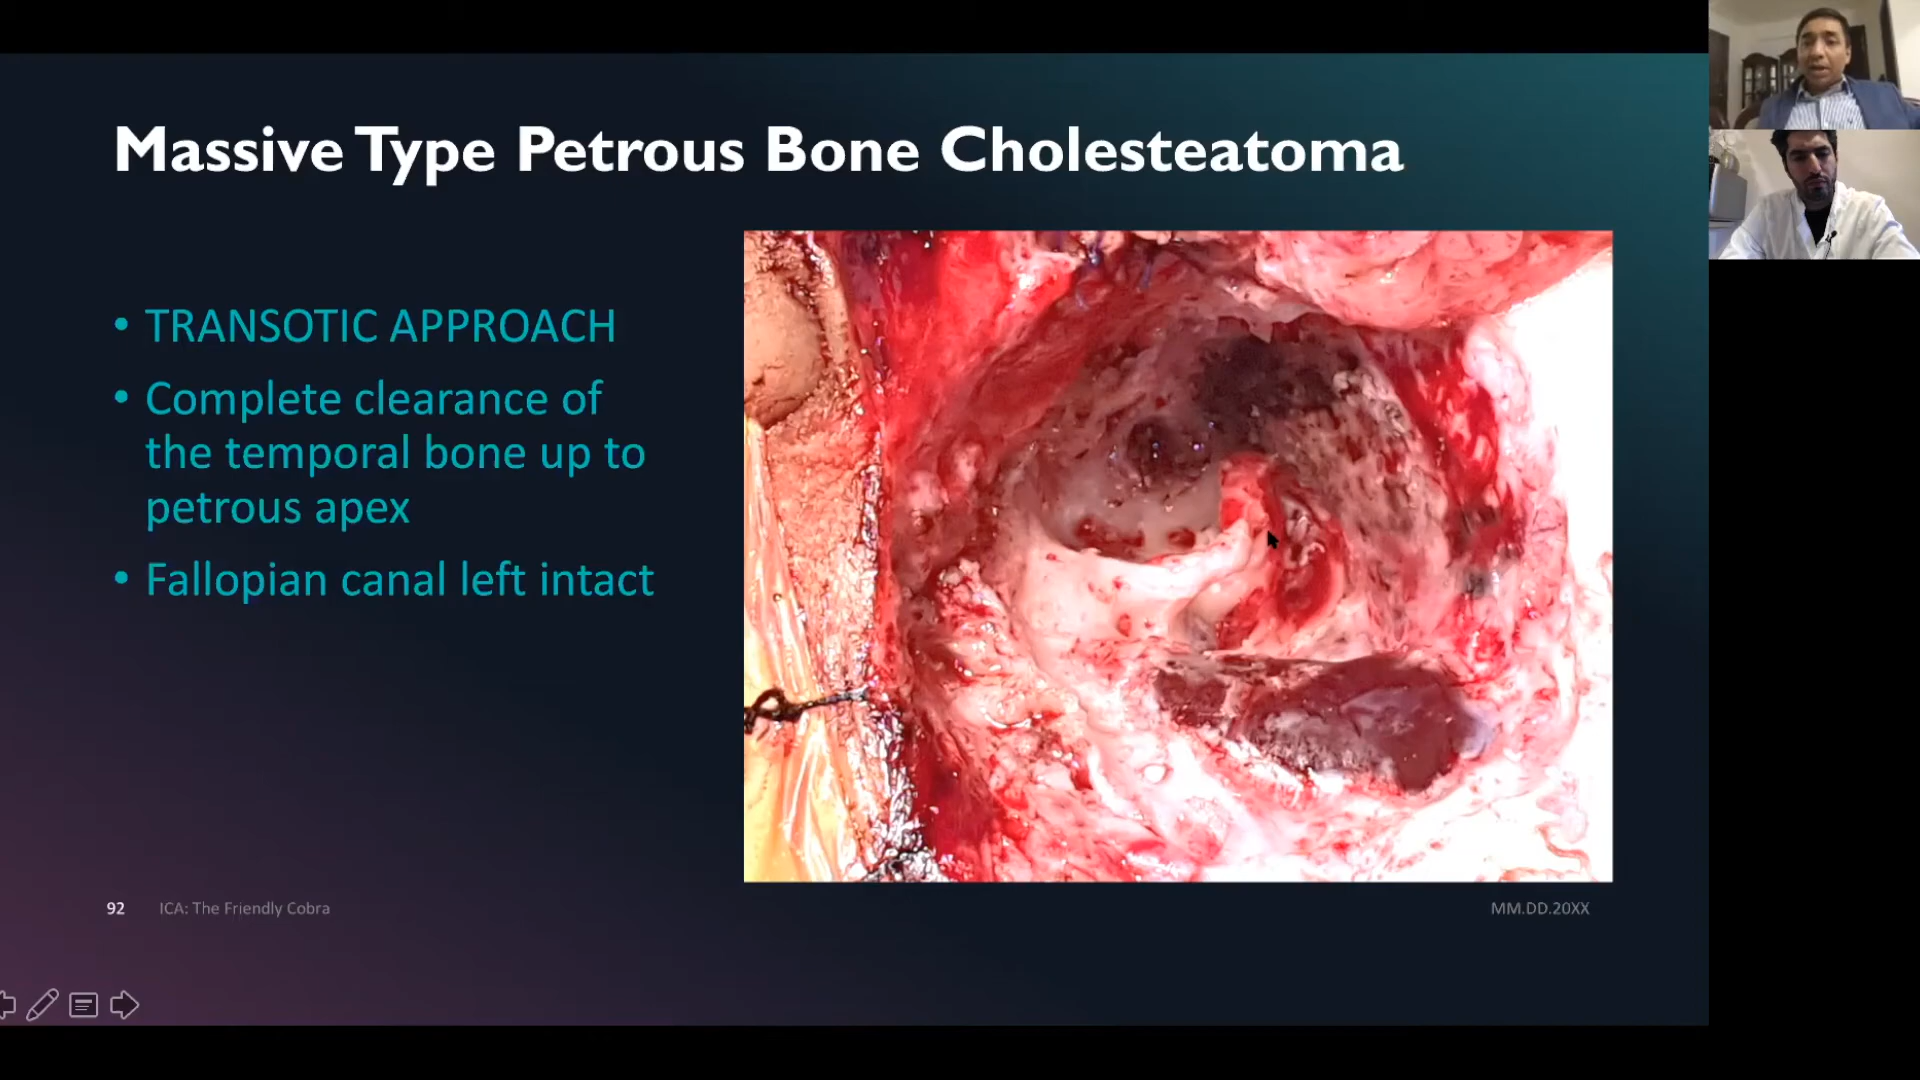 Massive Type Petrous Bone Cholesteatoma
• TRANSOTIC APPROACH
• Complete clearance of
the temporal bone up to
petrous apex
• Fallopian canal left intact
92 ICA: The Friendly Cobra MM.DD.20XX